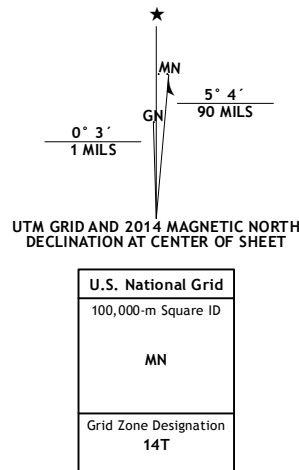 MN
GN
5° 4´
90 MILS
0° 3´
1 MILS
UTM GRID AND 2014 MAGNETIC NORTH
DECLINATION AT CENTER OF SHEET
U.S. National Grid
100,000-m Square ID
MN
Grid Zone Designation
14T